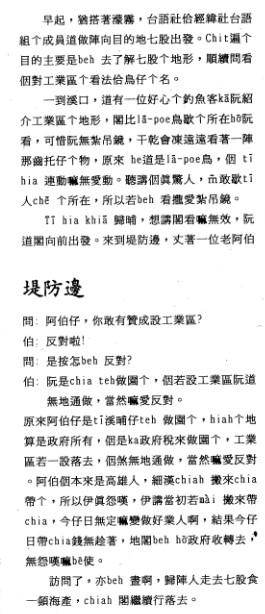 早起，猶搭著濛霧，台語社佮經緯社台語
組个成員道做陣向目的地七股出發。Chit遍个
目的主要是beh 去了解七股个地形，順續問看
個對工業區个看法恰鳥仔个名。
一到溪口，道有一位好心个釣魚客kā阮紹
介工業區个地形，閣比lā-poe鳥歇个所在hō͘阮
看，可惜阮無紮吊鏡，干乾會凍遠遠看著一陣
那齒托仔个物，原來 he道是lā-poe鳥，個 tī
hia 連動嘛無愛動。聽講個真驚人，m̄敢歇tī
人chē 个所在，所以若beh 看攏愛紮吊鏡。
Tī hia khiā 歸晡，想講閣看嘛無效，阮
道閣向前出發。來到堤防邊，丈著一位老阿伯
堤防邊
問：阿伯仔，你敢有贊成設工業區？
伯：反對啦！
問：是按怎beh 反對？
伯：阮是chia teh做園个，個若設工業區阮道
無地通做，當然嘛愛反對。
原來阿伯仔是tī溪哺仔teh 做園个，hiah个地
算是政府所有，個是ka政府稅來做園个，工業
區若一設落去，個煞無地通做，當然嘛愛反對
。阿伯個本來是高雄人，細漢chiah 搬來chia
帶个，所以伊真怨嘆，伊講當初若mài 搬來帶
chia，今仔日無定嘛變做好業人啊，結果今仔
日帶chia錢無趁著，地閣beh hō͘政府收轉去，
無怨嘆嘛bē使。
訪問了，亦beh 晝啊，歸陣人走去七股食
一頓海產，chiah 閣繼續行落去。